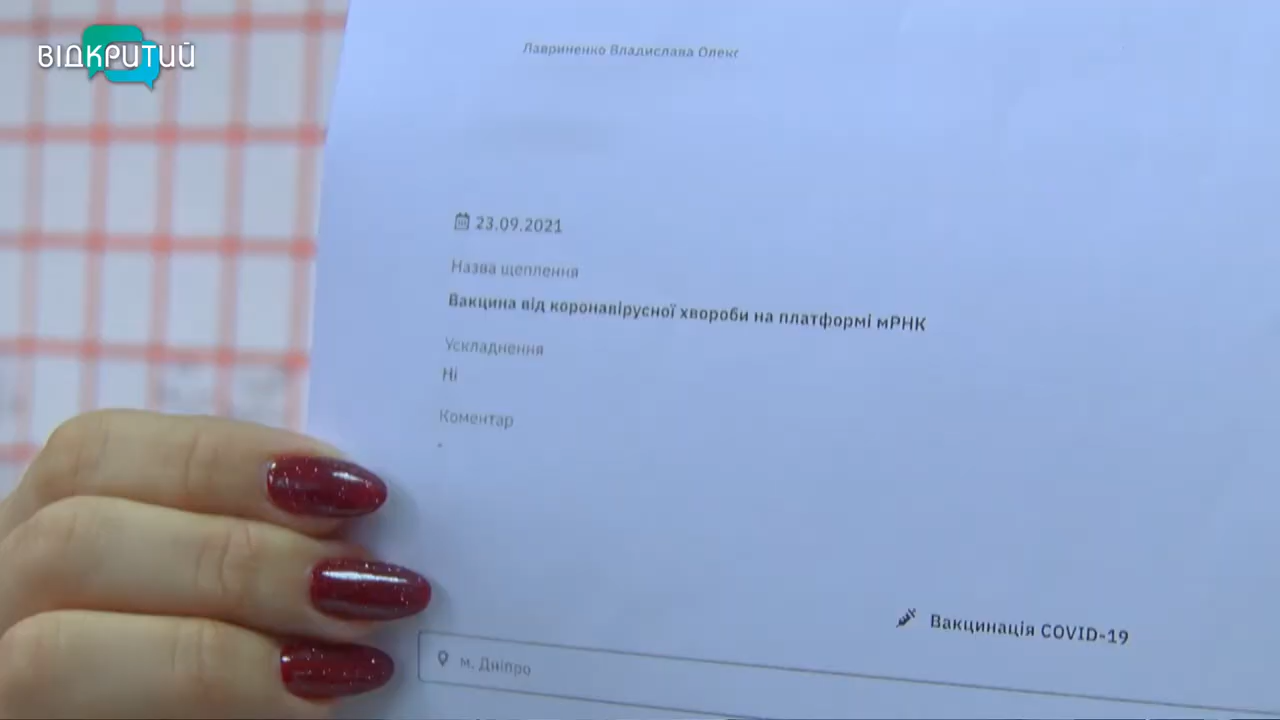 ВІДКРИТИЙ
Лавриненко Владислава Олекс
23.09.2021
Назва щеплення
Вакцина від коронавірусної хвороби на платформі мРНК
Ускладнення
Ні
Коментар
-
Вакцинація COVID-19
м. Дніпро